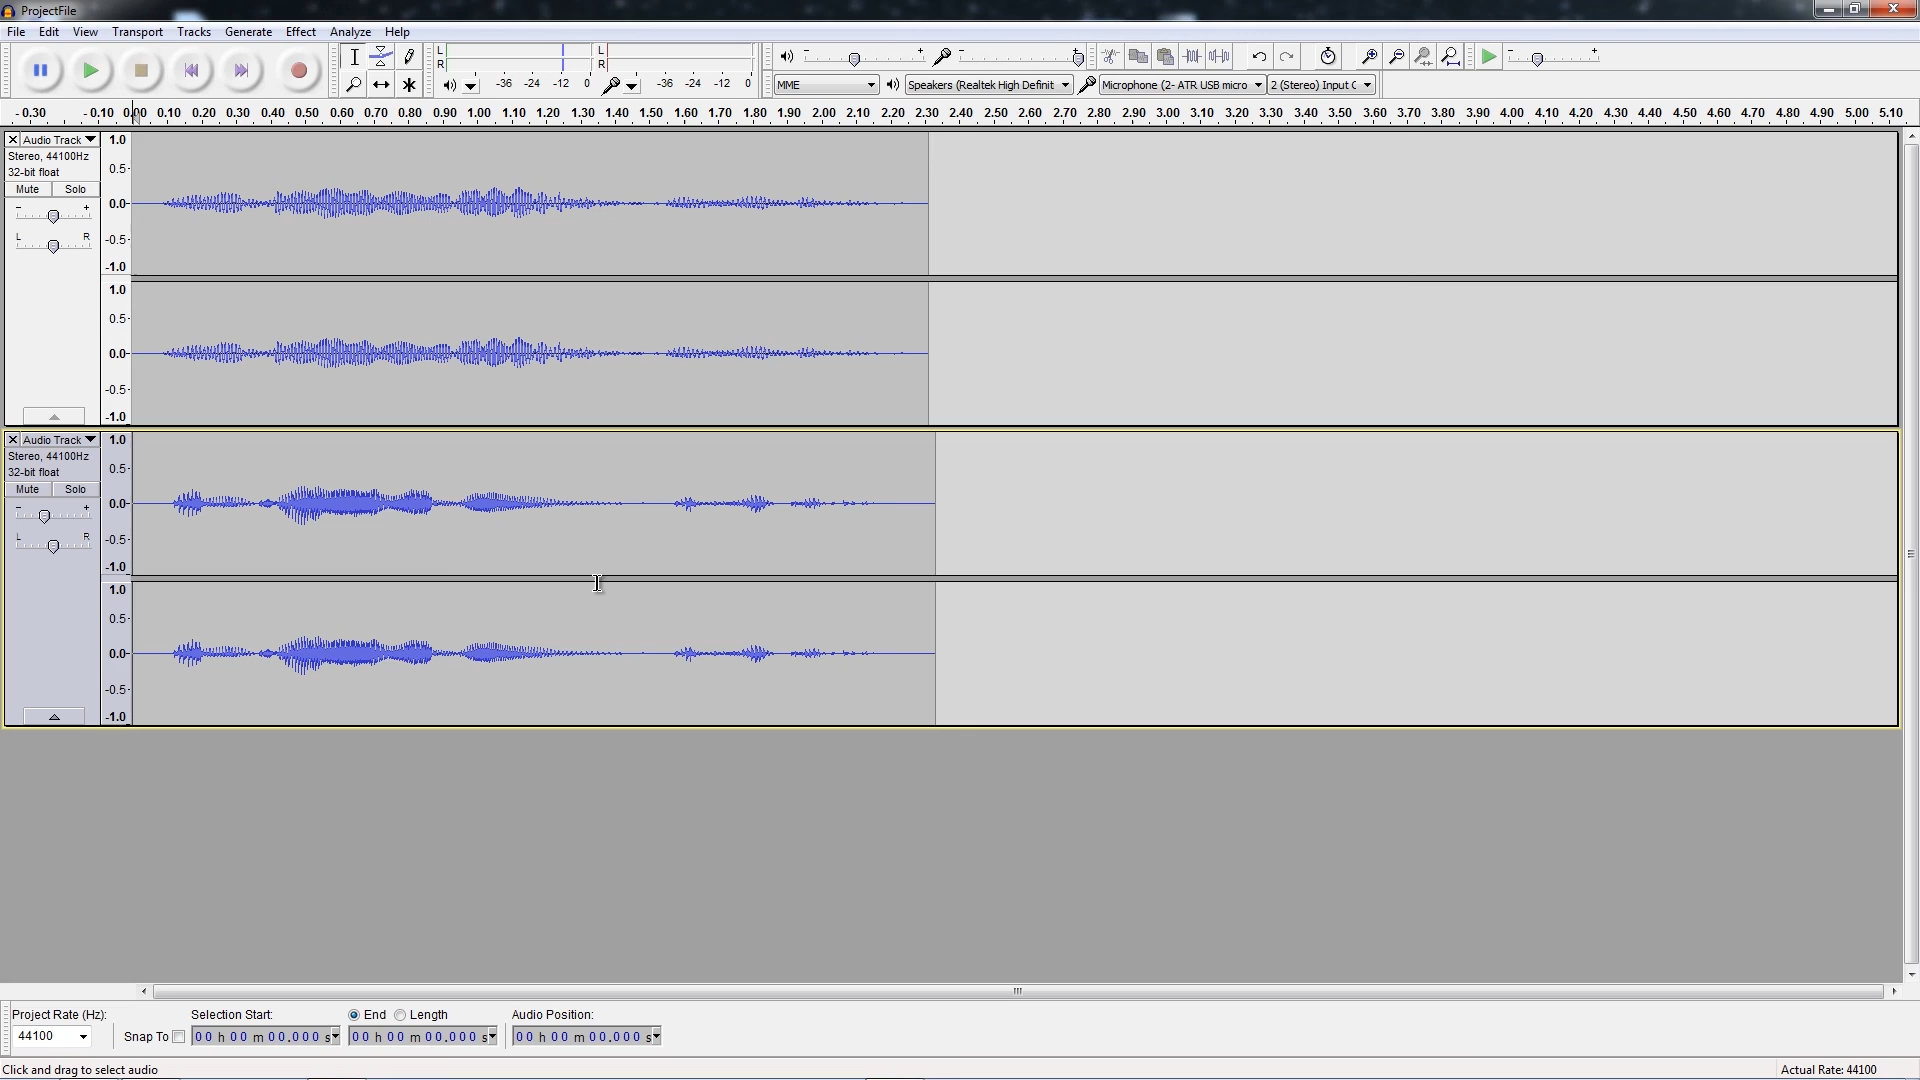 ProjectFile
File Edit View Transport Tracks Generate Effect Analyze Help
L R
-36 -24 -12 0
L R
-36 -24 -12 0
- + - +
- +
MME
Speakers (Realtek High Definit
Microphone (2- ATR USB micro
2 (Stereo) Input C
- 0.30 - 0.10 0.00 0.10 0.20 0.30 0.40 0.50 0.60 0.70 0.80 0.90 1.00 1.10 1.20 1.30 1.40 1.50 1.60 1.70 1.80 1.90 2.00 2.10 2.20 2.30 2.40 2.50 2.60 2.70 2.80 2.90 3.00 3.10 3.20 3.30 3.40 3.50 3.60 3.70 3.80 3.90 4.00 4.10 4.20 4.30 4.40 4.50 4.60 4.70 4.80 4.90 5.00 5.10
Audio Track
Stereo, 44100Hz
32-bit float
Mute Solo
- +
L R
1.0
0.5-
0.0-
-0.5-
-1.0
1.0
0.5-
0.0-
-0.5-
-1.0
Audio Track
Stereo, 44100Hz
32-bit float
Mute Solo
- +
L R
1.0
0.5-
0.0-
-0.5-
-1.0
1.0
0.5-
0.0-
-0.5-
-1.0
Project Rate (Hz):
44100
Snap To
Selection Start:
00 h 00 m 00.000 s
End Length
00 h 00 m 00.000 s
Audio Position:
00 h 00 m 00.000 s
Click and drag to select audio
Actual Rate: 44100